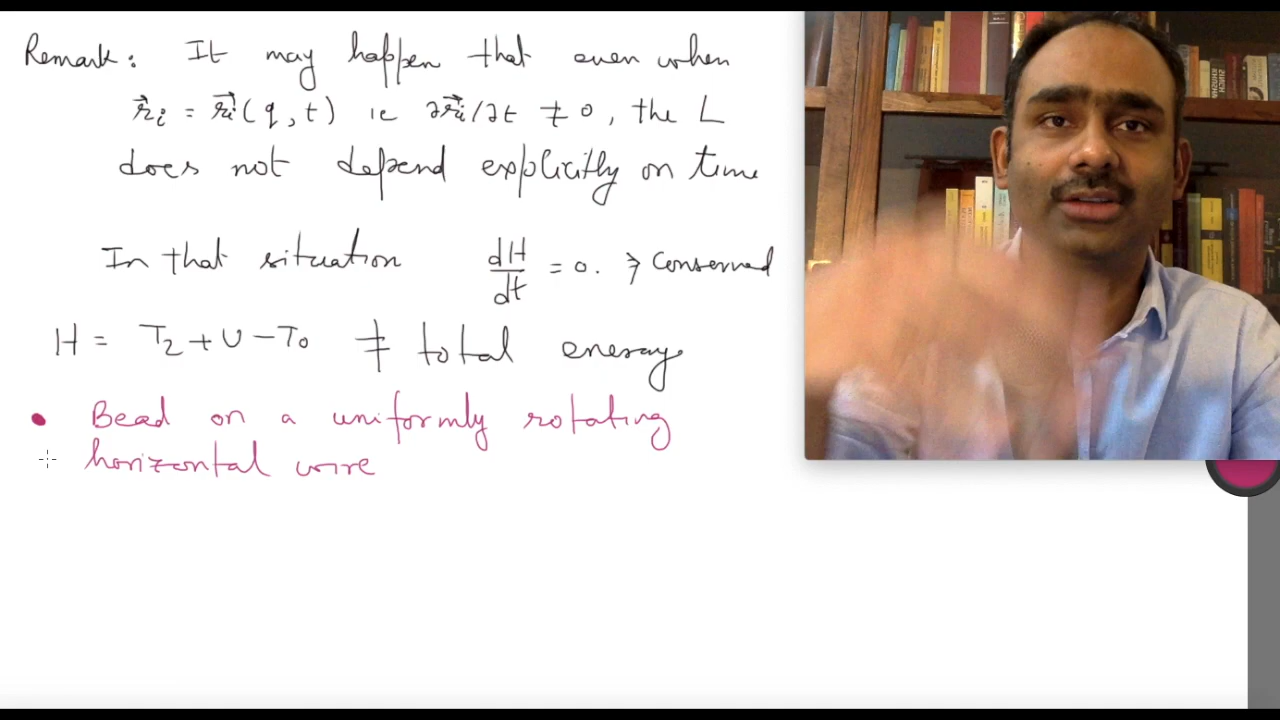 Remark: It may happen that even when
r⃗ᵢ = r⃗ᵢ(q, t) ie ∂r⃗ᵢ/∂t ≠ 0, the L
does not depend explicitly on time
In that situation dH/dt = 0. → Conserved
H = T₂ + U − T₀ ≠ total energy
• Bead on a uniformly rotating
horizontal wire